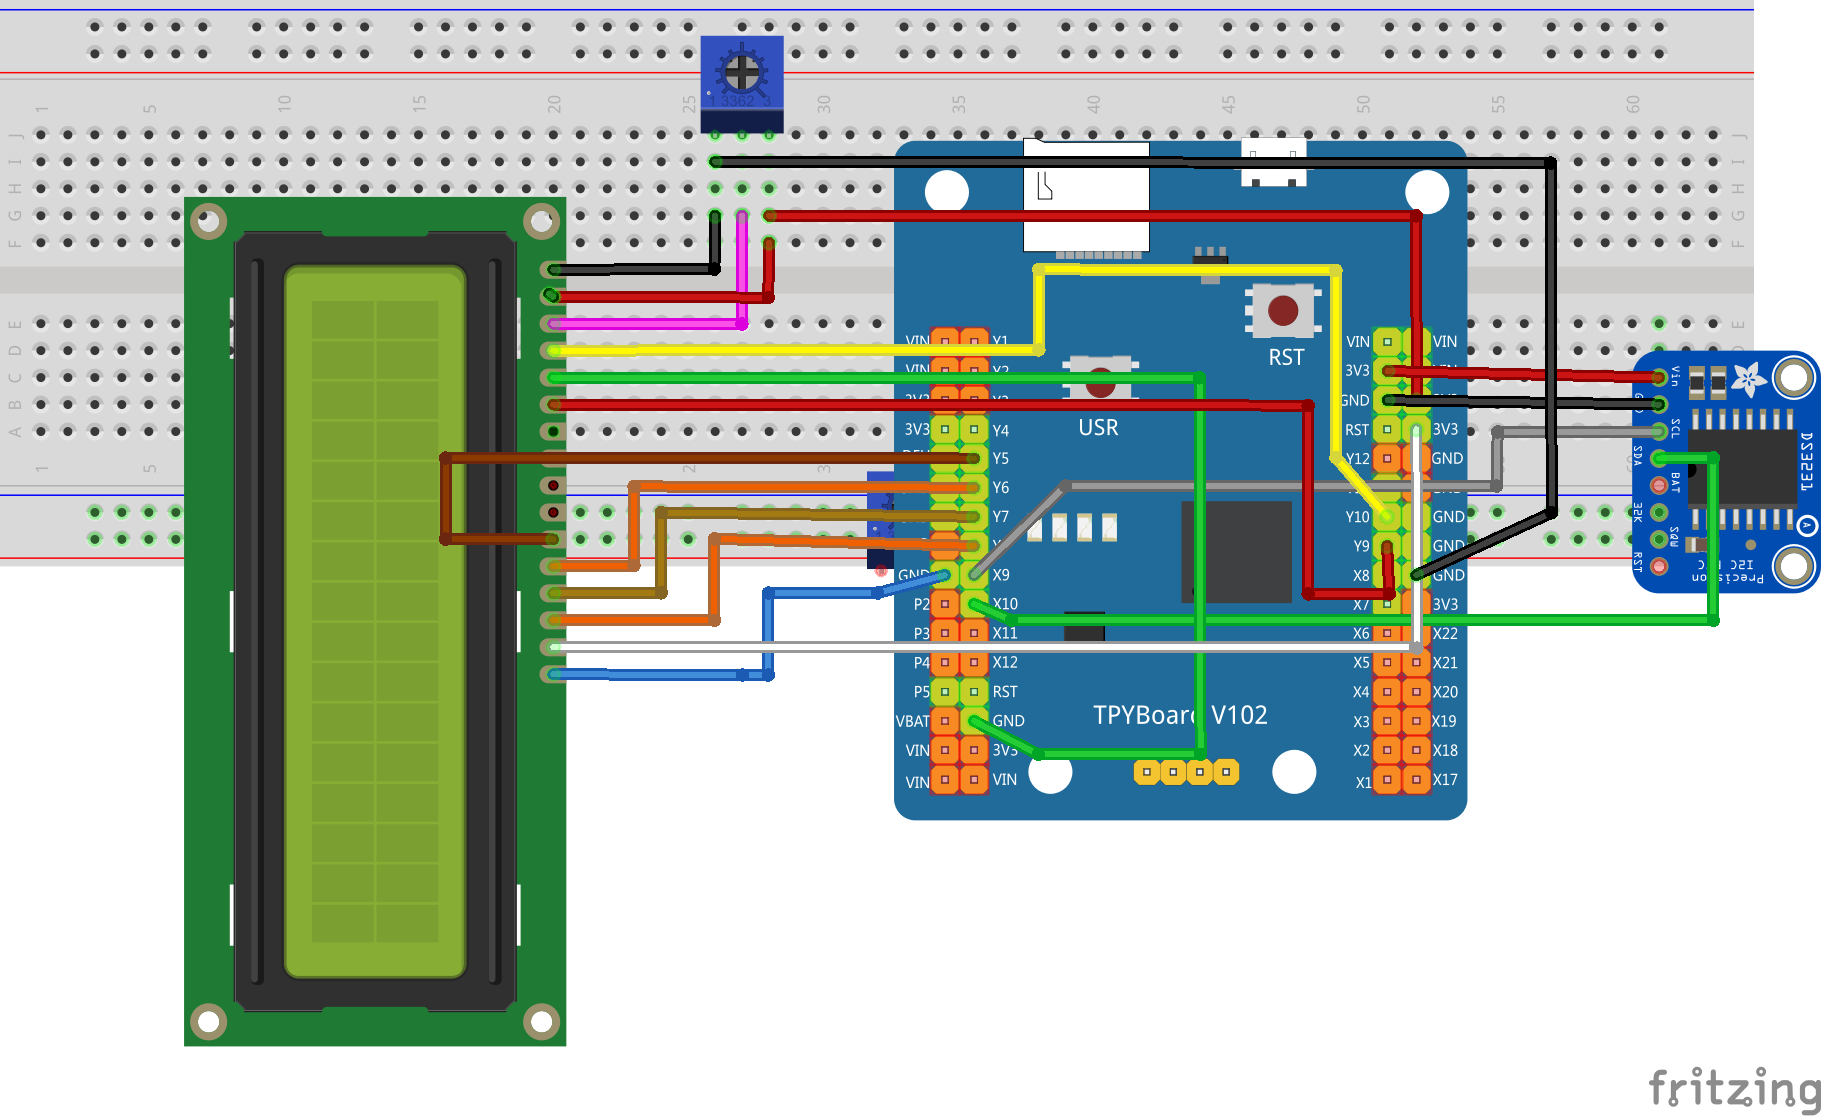 1 5 10 15 20 25 30 35 40 45 50 55 60
1 3362 3
J J
I I
H H
G G
F F
E E
D
C
B
A
1 5
VIN Y1
VIN Y2
3V3 Y3
3V3 Y4
Y5
Y6
Y7
GND X9
P2 X10
P3 X11
P4 X12
P5 RST
VBAT GND
VIN 3V3
VIN VIN
USR
RST
TPYBoard V102
VIN VIN
3V3
GND
RST 3V3
Y12 GND
GND
Y10 GND
Y9 GND
X8 GND
X7 3V3
X6 X22
X5 X21
X4 X20
X3 X19
X2 X18
X1 X17
Vin
SCL
SDA
BAT
32K
SQW
RST
DS3231
Precision
I2C RTC
fritzing